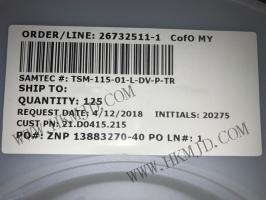 ORDER/LINE: 26732511-1 CofO MY
SAMTEC #: TSM-115-01-L-DV-P-TR
SHIP TO:
QUANTITY: 125
REQUEST DATE: 4/12/2018 INITIALS: 20275
CUST PN: 21.D0415.215
PO#: ZNP 13883270-40 PO LN#: 1
WWW.HKMJD.COM